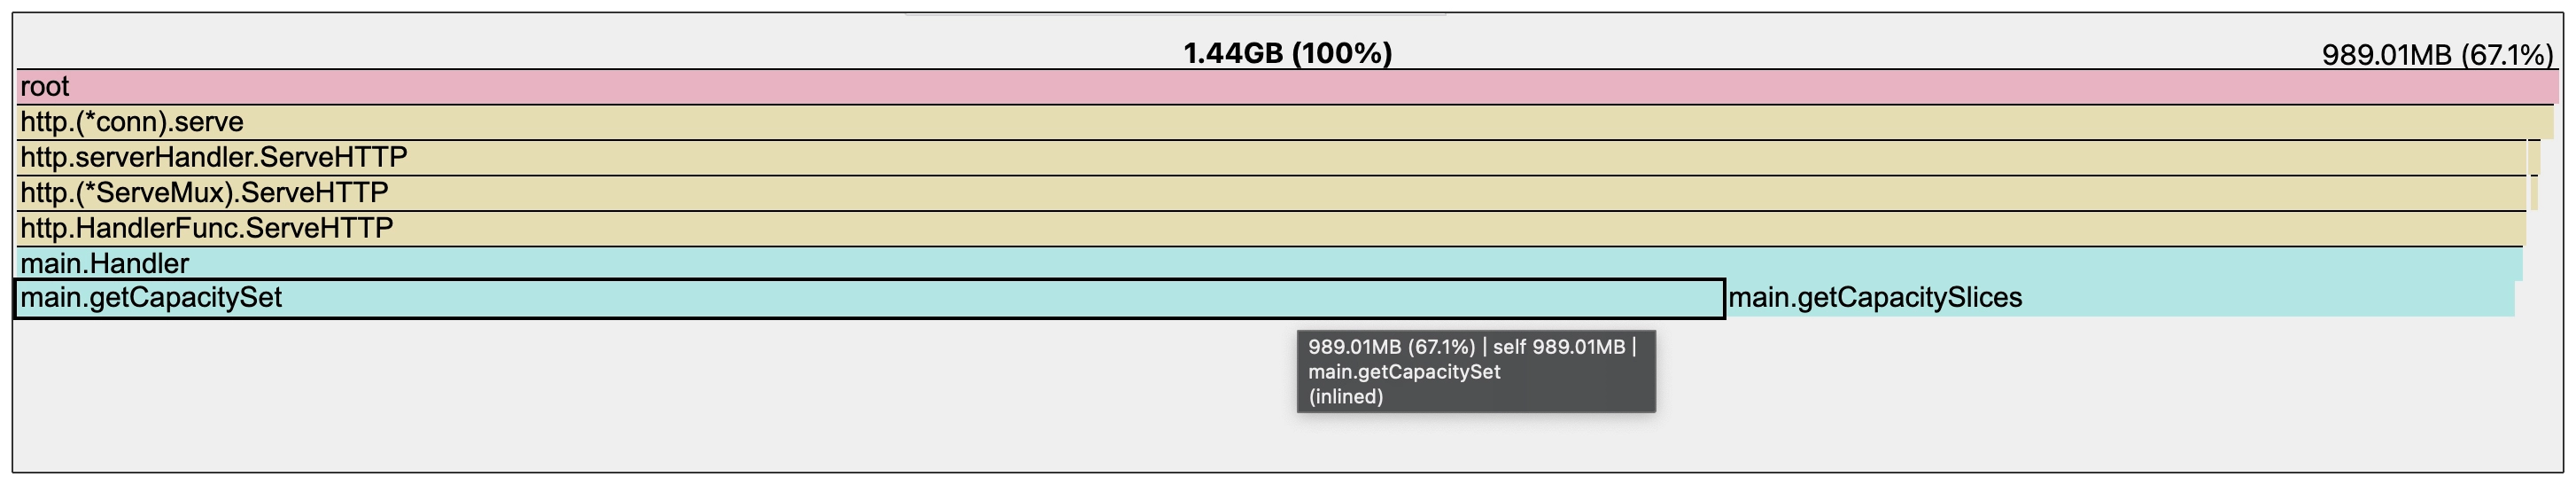 1.44GB (100%)
989.01MB (67.1%)
root
http.(*conn).serve
http.serverHandler.ServeHTTP
http.(*ServeMux).ServeHTTP
http.HandlerFunc.ServeHTTP
main.Handler
main.getCapacitySet
main.getCapacitySlices
989.01MB (67.1%) | self 989.01MB |
main.getCapacitySet
(inlined)